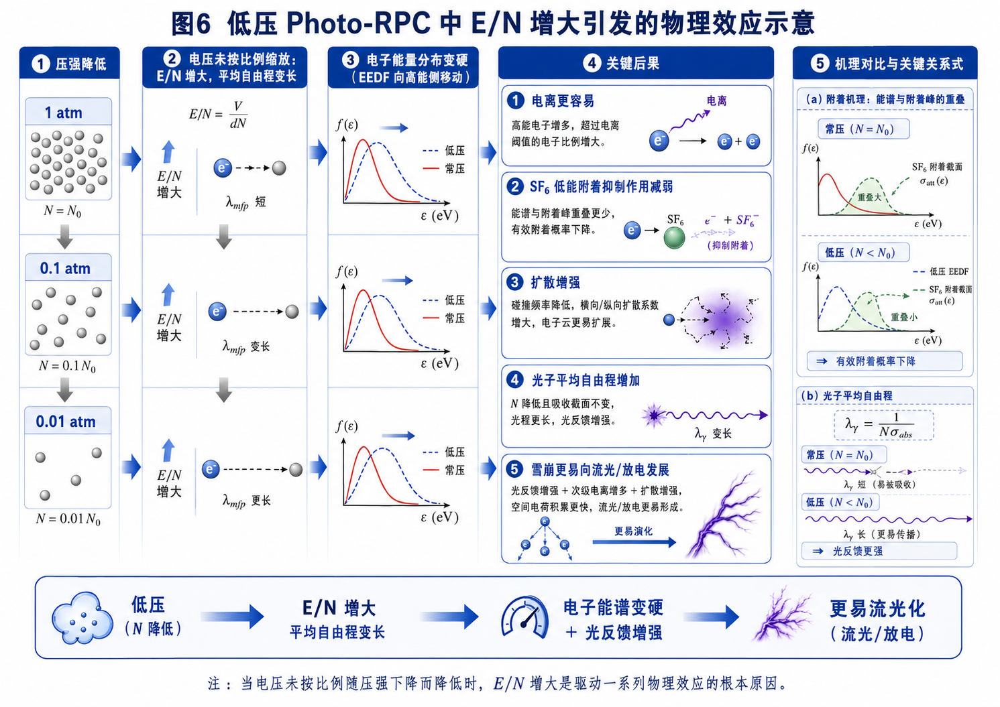 图6 低压 Photo-RPC 中 E/N 增大引发的物理效应示意
1 压强降低
1 atm
N = N₀
0.1 atm
N = 0.1 N₀
0.01 atm
N = 0.01 N₀
2 电压未按比例缩放：
E/N 增大，平均自由程变长
E/N = V/dN
E/N
增大
e⁻
λmfp 短
E/N
增大
e⁻
λmfp 变长
E/N
增大
e⁻
λmfp 更长
3 电子能量分布变硬
（EEDF 向高能侧移动）
f(ε)
低压
常压
ε (eV)
f(ε)
低压
常压
ε (eV)
f(ε)
低压
常压
ε (eV)
4 关键后果
1 电离更容易
高能电子增多，超过电离
阈值的电子比例增大。
电离
e⁻
e⁻ + e⁻
2 SF₆ 低能附着抑制作用减弱
能谱与附着峰重叠更少，
有效附着概率下降。
e⁻
SF₆
e⁻ + SF₆⁻
（抑制附着）
3 扩散增强
碰撞频率降低，横向/纵向扩散系数
增大，电子云更易扩展。
4 光子平均自由程增加
N 降低且吸收截面不变，
光程更长，光反馈增强。
λγ 变长
5 雪崩更易向流光/放电发展
光反馈增强 + 次级电离增多 + 扩散增强，
空间电荷积累更快，流光/放电更易形成。
e
e
e
e
更易演化
5 机理对比与关键关系式
（a）附着机理：能谱与附着峰的重叠
常压（N = N₀）
f(ε)
SF₆ 附着截面
σatt (ε)
重叠大
ε (eV)
低压（N < N₀）
f(ε)
低压 EEDF
SF₆ 附着截面
σatt (ε)
重叠小
ε (eV)
⇒ 有效附着概率下降
（b）光子平均自由程
λγ = 1/Nσabs
常压（N = N₀）
λγ 短（易被吸收）
低压（N < N₀）
λγ 长（更易传播）
⇒ 光反馈更强
低压
（N 降低）
E/N 增大
平均自由程变长
电子能谱变硬
+ 光反馈增强
更易流光化
（流光/放电）
注：当电压未按比例随压强下降而降低时，E/N 增大是驱动一系列物理效应的根本原因。